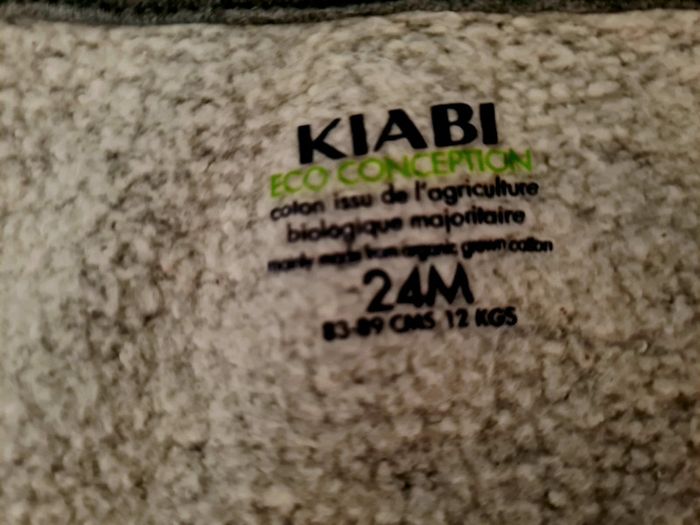 KIABI
ECO CONCEPTION
coton issu de l'agriculture
biologique majoritaire
mainly made from organic grown cotton
24M
83-89 CMS 12 KGS